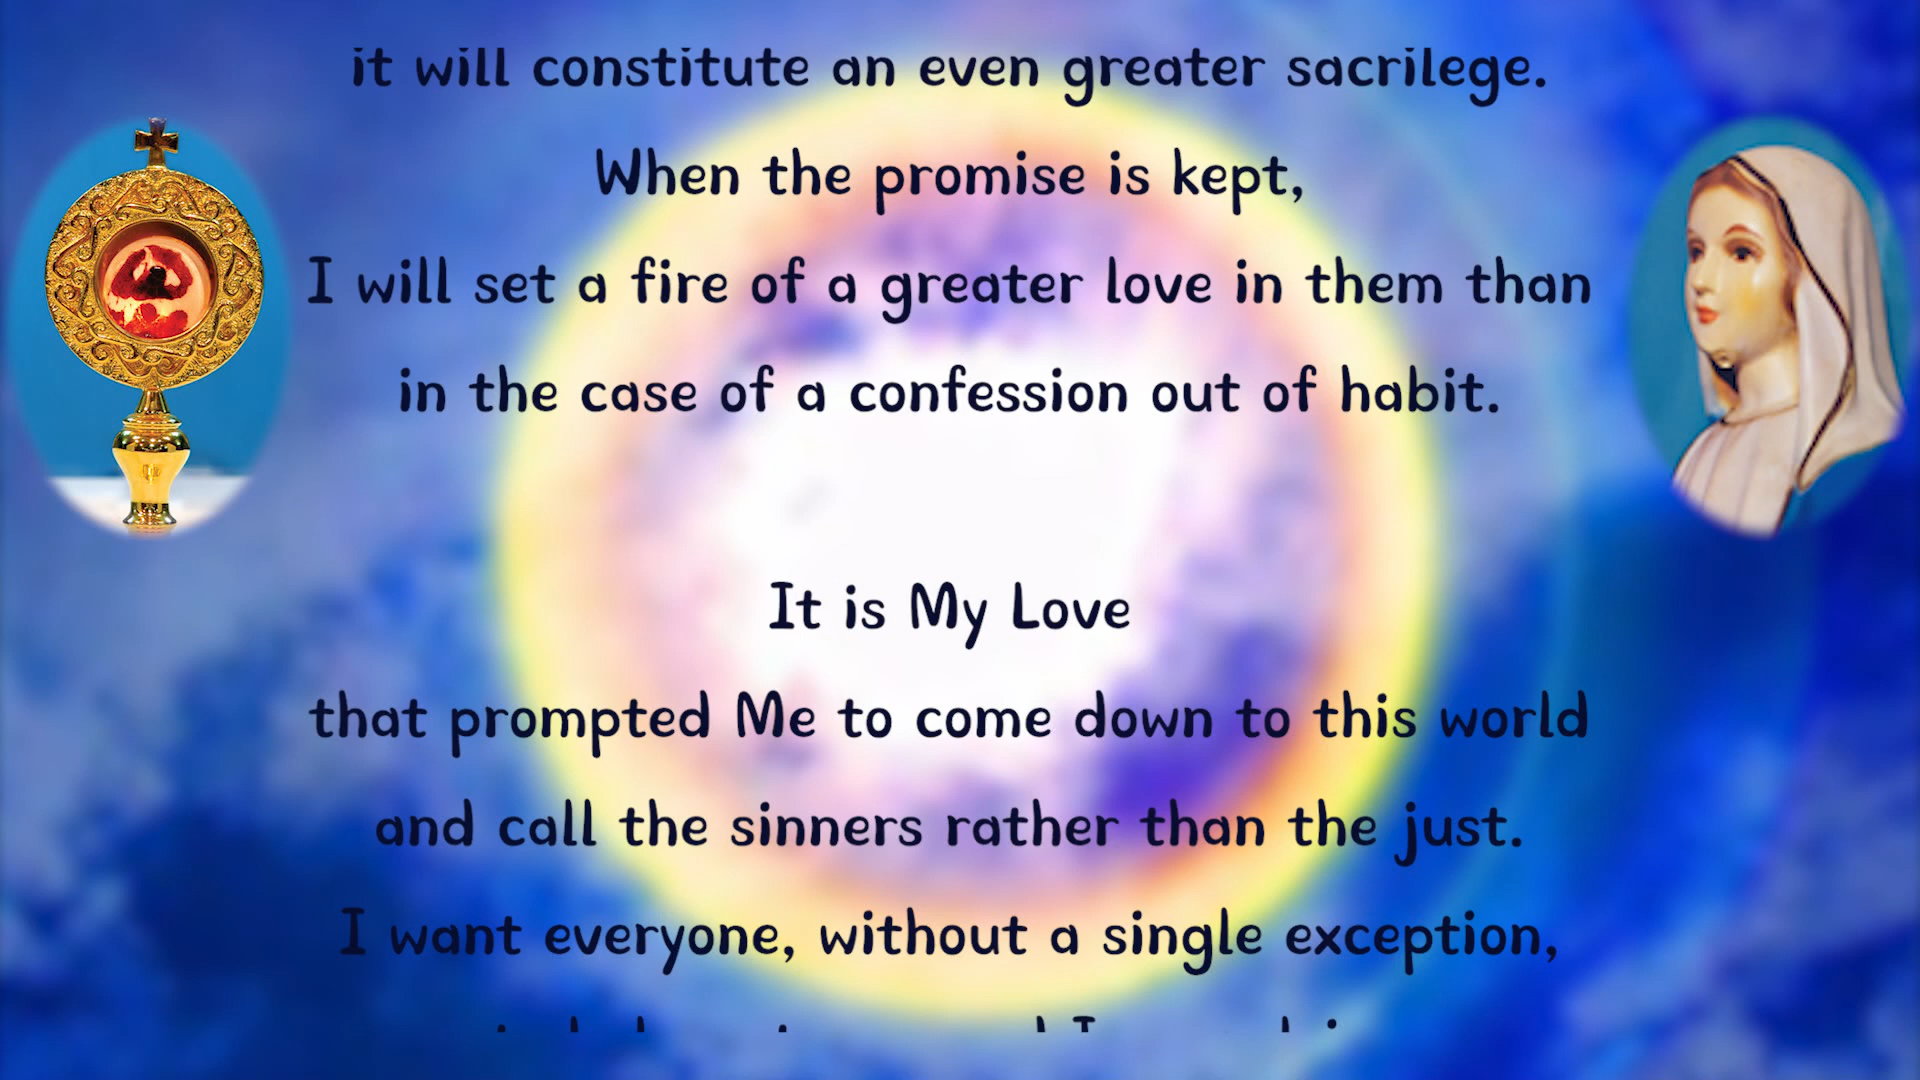 it will constitute an even greater sacrilege.
When the promise is kept,
I will set a fire of a greater love in them than
in the case of a confession out of habit.
It is My Love
that prompted Me to come down to this world
and call the sinners rather than the just.
I want everyone, without a single exception,